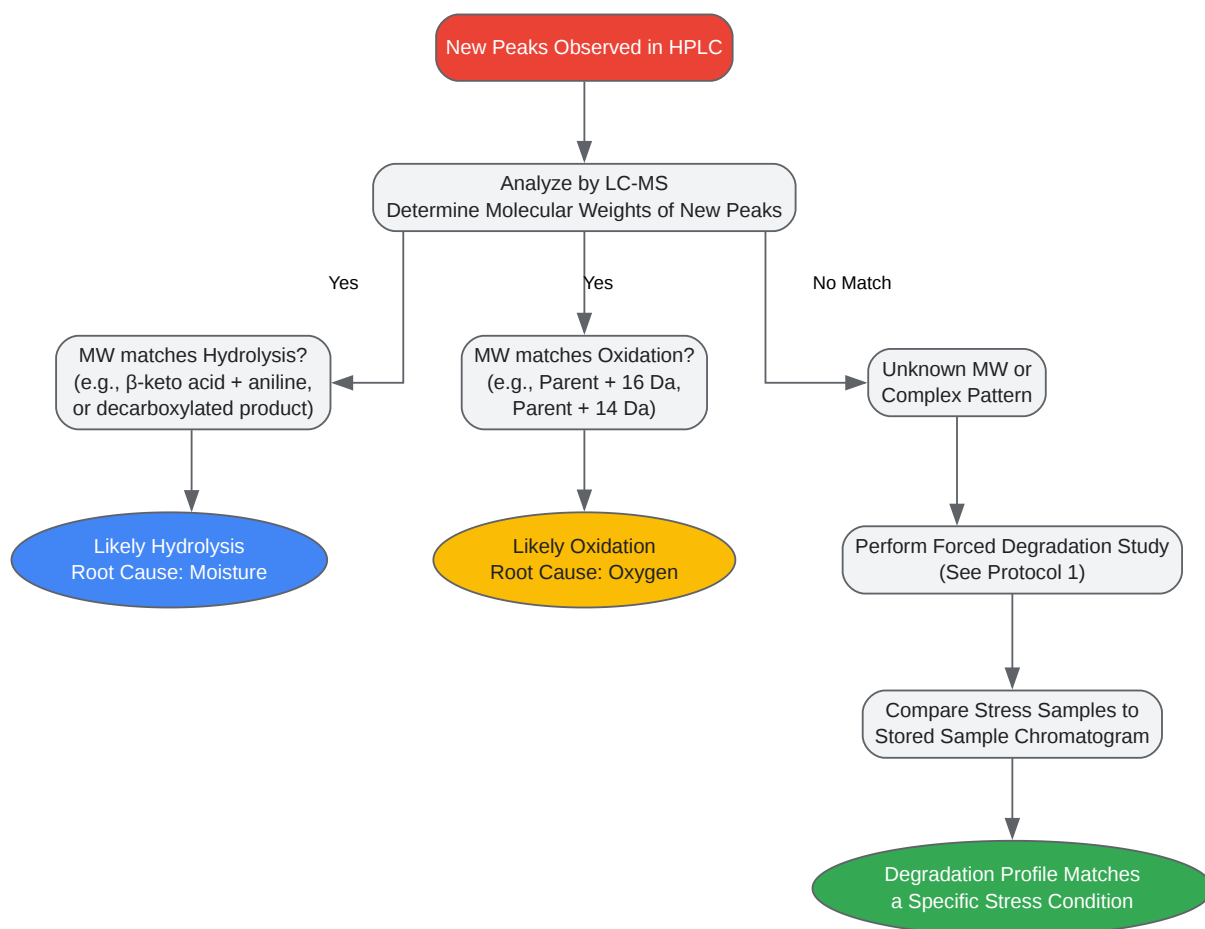 New Peaks Observed in HPLC
Analyze by LC-MS
Determine Molecular Weights of New Peaks
Yes
Yes
No Match
MW matches Hydrolysis?
(e.g., β-keto acid + aniline,
or decarboxylated product)
MW matches Oxidation?
(e.g., Parent + 16 Da,
Parent + 14 Da)
Unknown MW or
Complex Pattern
Likely Hydrolysis
Root Cause: Moisture
Likely Oxidation
Root Cause: Oxygen
Perform Forced Degradation Study
(See Protocol 1)
Compare Stress Samples to
Stored Sample Chromatogram
Degradation Profile Matches
a Specific Stress Condition